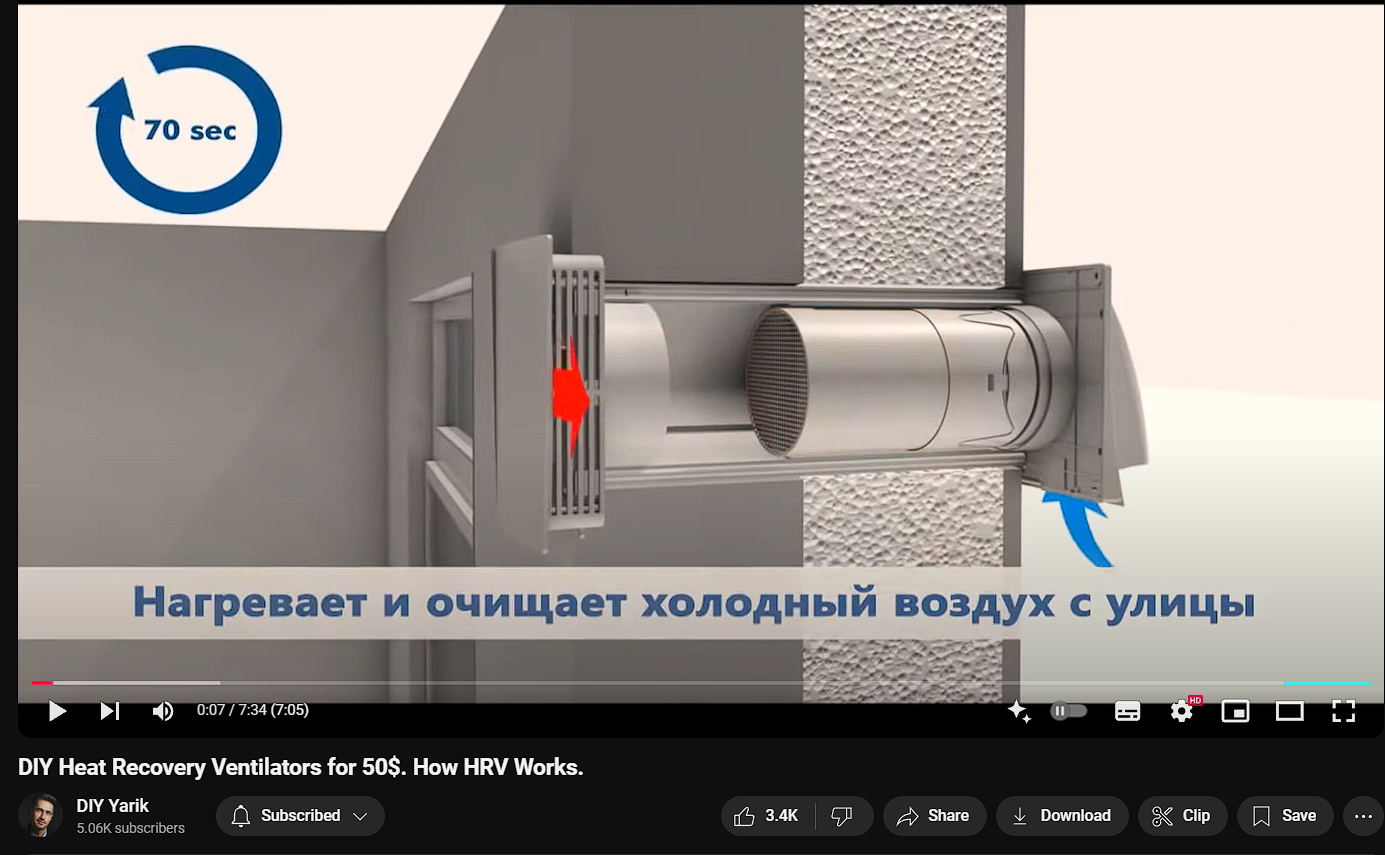 70 sec
Нагревает и очищает холодный воздух с улицы
0:07 / 7:34 (7:05)
HD
DIY Heat Recovery Ventilators for 50$. How HRV Works.
DIY Yarik
5.06K subscribers
Subscribed
3.4K
Share
Download
Clip
Save